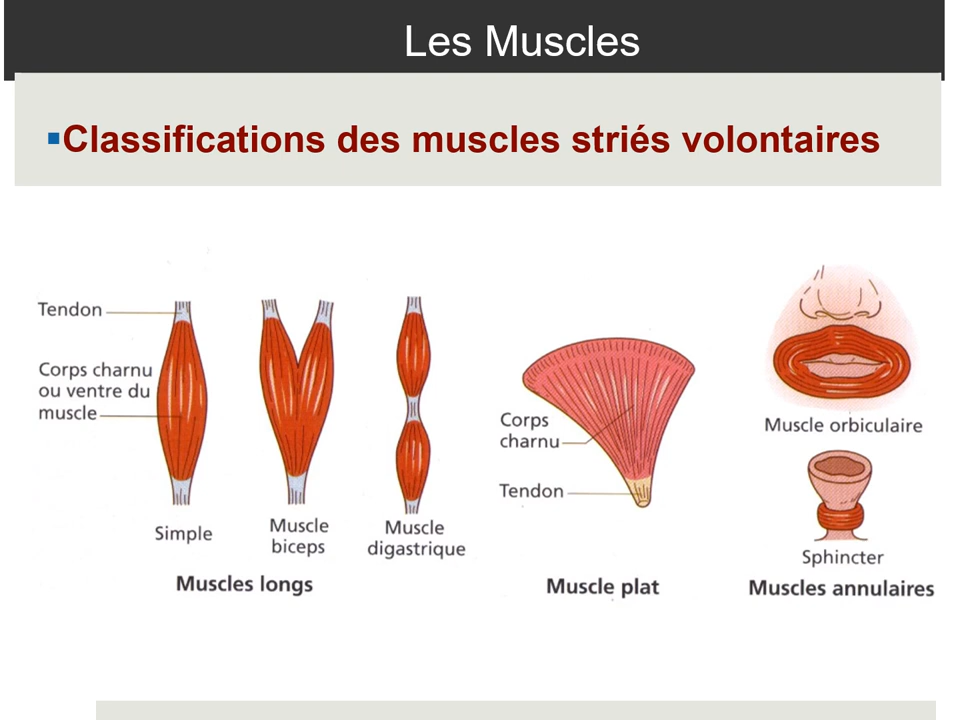 Les Muscles
▪Classifications des muscles striés volontaires
Tendon
Corps charnu
ou ventre du
muscle
Simple
Muscle
biceps
Muscle
digastrique
Muscles longs
Corps
charnu
Tendon
Muscle plat
Muscle orbiculaire
Sphincter
Muscles annulaires